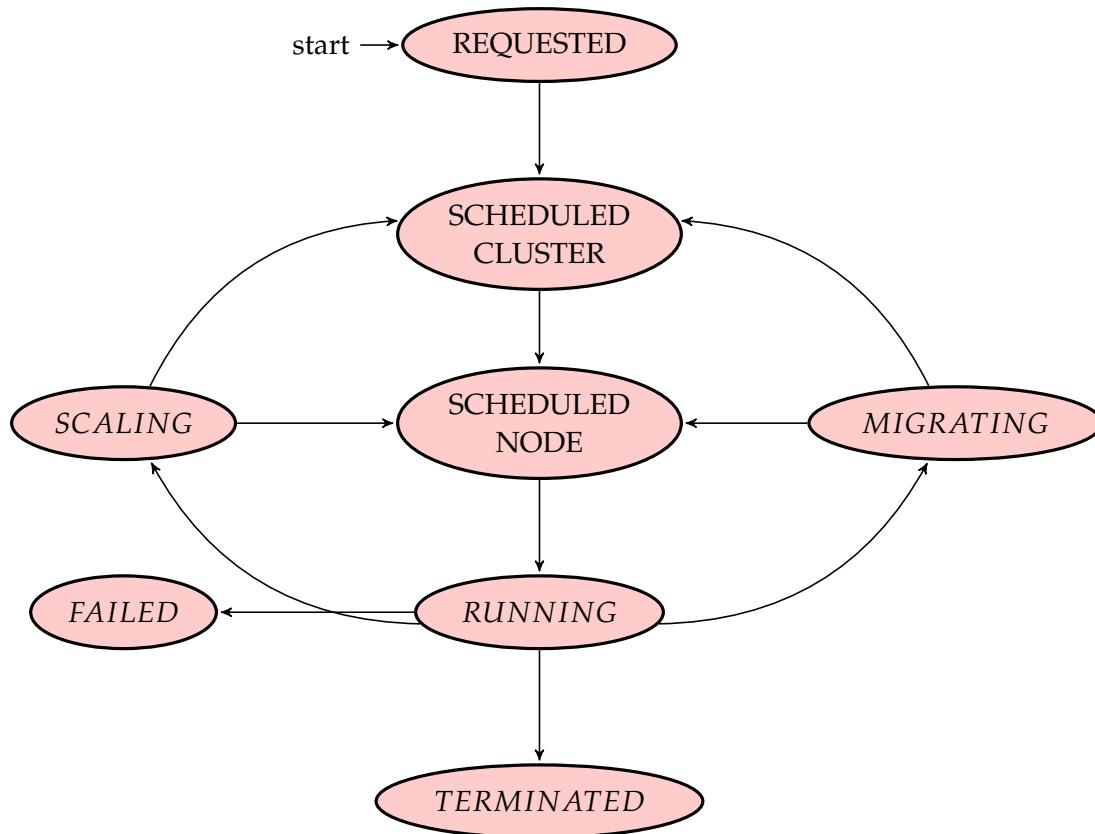 start
REQUESTED
SCHEDULED
CLUSTER
SCALING
SCHEDULED
NODE
MIGRATING
FAILED
RUNNING
TERMINATED